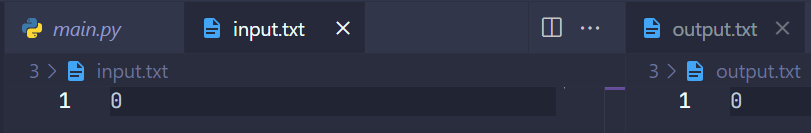 main.py input.txt output.txt
3 > input.txt 3 > output.txt
1 0 1 0